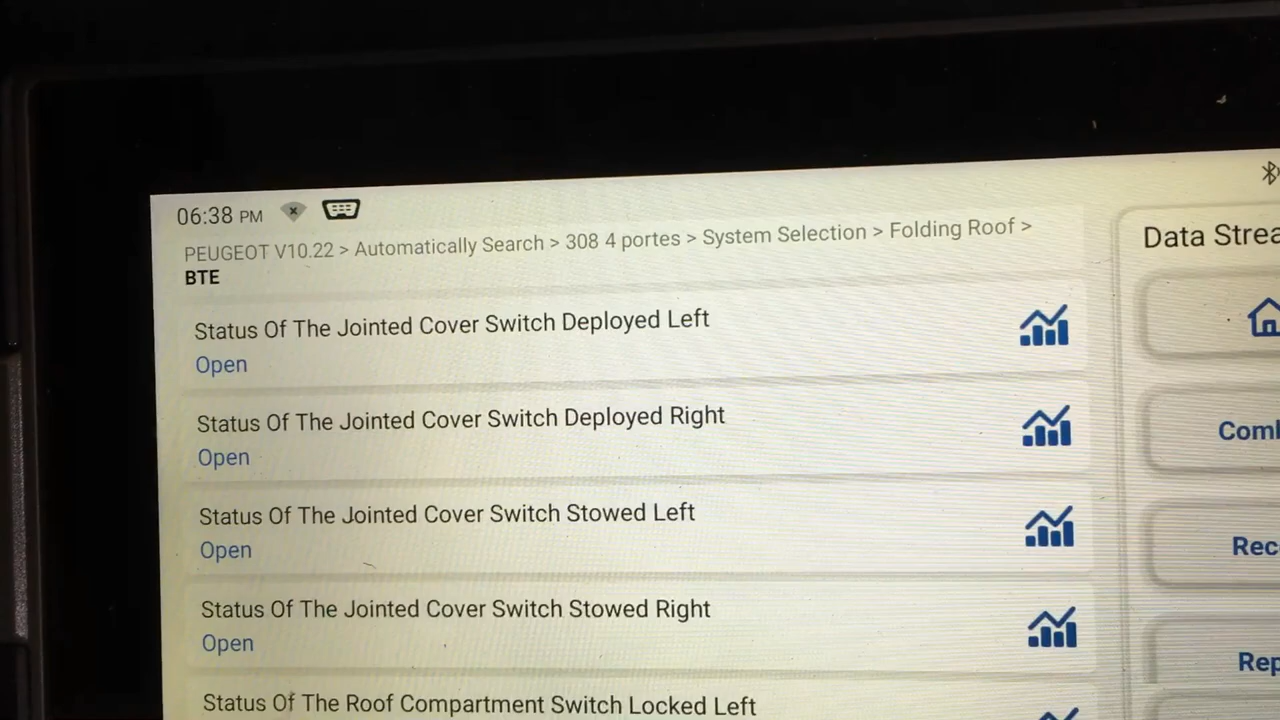 06:38 PM
PEUGEOT V10.22 > Automatically Search > 308 4 portes > System Selection > Folding Roof >
BTE
Data Strea
Status Of The Jointed Cover Switch Deployed Left
Open
Status Of The Jointed Cover Switch Deployed Right
Open
Status Of The Jointed Cover Switch Stowed Left
Open
Status Of The Jointed Cover Switch Stowed Right
Open
Status Of The Roof Compartment Switch Locked Left
Com
Rec
Rep